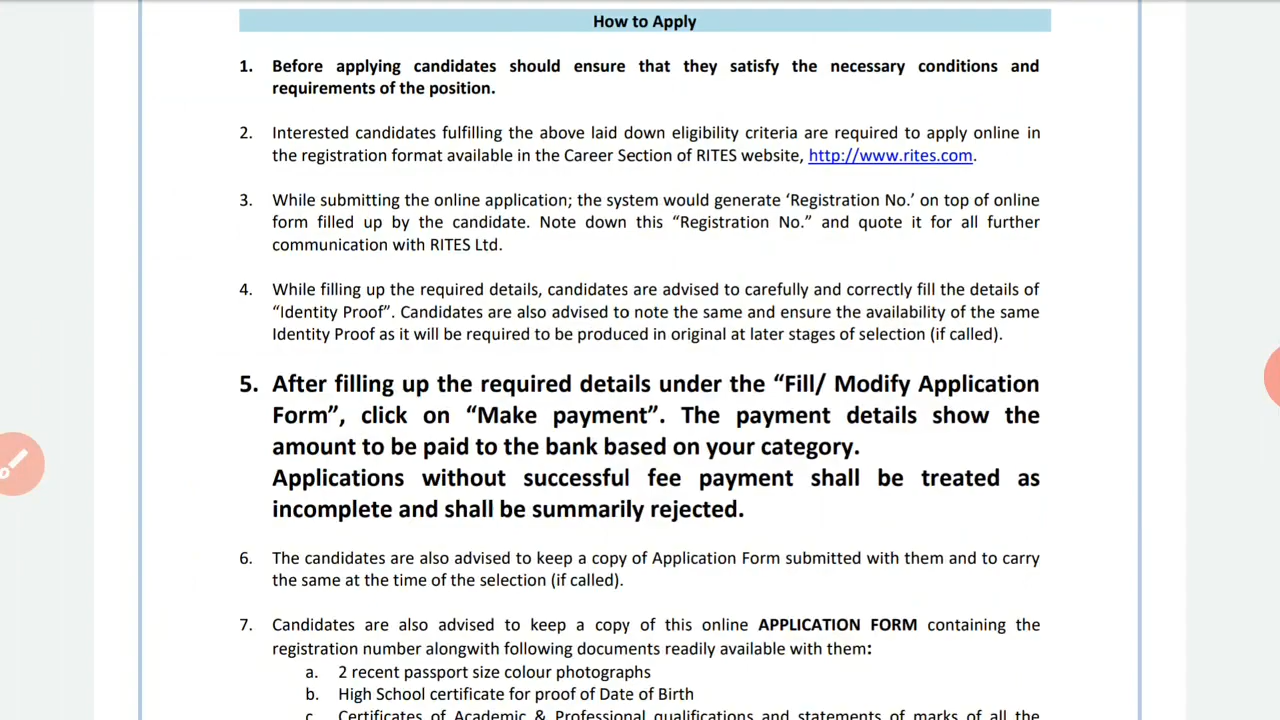 How to Apply
1. Before applying candidates should ensure that they satisfy the necessary conditions and
requirements of the position.
2. Interested candidates fulfilling the above laid down eligibility criteria are required to apply online in
the registration format available in the Career Section of RITES website, http://www.rites.com.
3. While submitting the online application; the system would generate ‘Registration No.’ on top of online
form filled up by the candidate. Note down this “Registration No.” and quote it for all further
communication with RITES Ltd.
4. While filling up the required details, candidates are advised to carefully and correctly fill the details of
“Identity Proof”. Candidates are also advised to note the same and ensure the availability of the same
Identity Proof as it will be required to be produced in original at later stages of selection (if called).
5. After filling up the required details under the “Fill/ Modify Application
Form”, click on “Make payment”. The payment details show the
amount to be paid to the bank based on your category.
Applications without successful fee payment shall be treated as
incomplete and shall be summarily rejected.
6. The candidates are also advised to keep a copy of Application Form submitted with them and to carry
the same at the time of the selection (if called).
7. Candidates are also advised to keep a copy of this online APPLICATION FORM containing the
registration number alongwith following documents readily available with them:
a. 2 recent passport size colour photographs
b. High School certificate for proof of Date of Birth
c. Certificates of Academic & Professional qualifications and statements of marks of all the